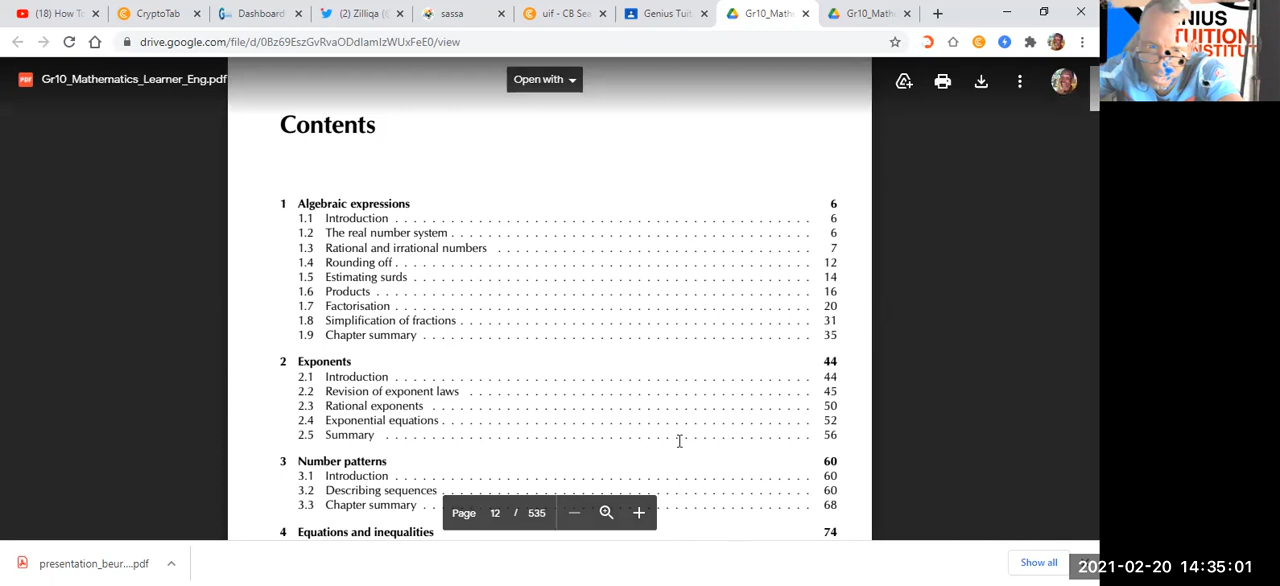 (18) How T
CryptoTab
Dashboard
(2) Zilliqa (
sassa
uif - CB Sea
Genius Tuit
Gr10_Mathe
Gr10_Mathe
drive.google.com/file/d/0Bz69EszGvRvaODdIamIzWUxFeE0/view
NIUS
TUITION
INSTITUT
PDF Gr10_Mathematics_Learner_Eng.pdf
Open with
Contents
1 Algebraic expressions 6
1.1 Introduction . . . . . . . . . . . . . . . . . . . . . . . . . . . . . . . . . . . . 6
1.2 The real number system . . . . . . . . . . . . . . . . . . . . . . . . . . . . . . 6
1.3 Rational and irrational numbers . . . . . . . . . . . . . . . . . . . . . . . . . . 7
1.4 Rounding off . . . . . . . . . . . . . . . . . . . . . . . . . . . . . . . . . . . . 12
1.5 Estimating surds . . . . . . . . . . . . . . . . . . . . . . . . . . . . . . . . . . 14
1.6 Products . . . . . . . . . . . . . . . . . . . . . . . . . . . . . . . . . . . . . . 16
1.7 Factorisation . . . . . . . . . . . . . . . . . . . . . . . . . . . . . . . . . . . . 20
1.8 Simplification of fractions . . . . . . . . . . . . . . . . . . . . . . . . . . . . . 31
1.9 Chapter summary . . . . . . . . . . . . . . . . . . . . . . . . . . . . . . . . . 35
2 Exponents 44
2.1 Introduction . . . . . . . . . . . . . . . . . . . . . . . . . . . . . . . . . . . . 44
2.2 Revision of exponent laws . . . . . . . . . . . . . . . . . . . . . . . . . . . . 45
2.3 Rational exponents . . . . . . . . . . . . . . . . . . . . . . . . . . . . . . . . 50
2.4 Exponential equations . . . . . . . . . . . . . . . . . . . . . . . . . . . . . . . 52
2.5 Summary . . . . . . . . . . . . . . . . . . . . . . . . . . . . . . . . . . . . . 56
3 Number patterns 60
3.1 Introduction . . . . . . . . . . . . . . . . . . . . . . . . . . . . . . . . . . . . 60
3.2 Describing sequences . . . . . . . . . . . . . . . . . . . . . . . . . . . . . . . 60
3.3 Chapter summary . . . . . . . . . . . . . . . . . . . . . . . . . . . . . . . . . 68
Page 12 / 535
4 Equations and inequalities 74
presentation_beur....pdf
Show all
2021-02-20 14:35:01